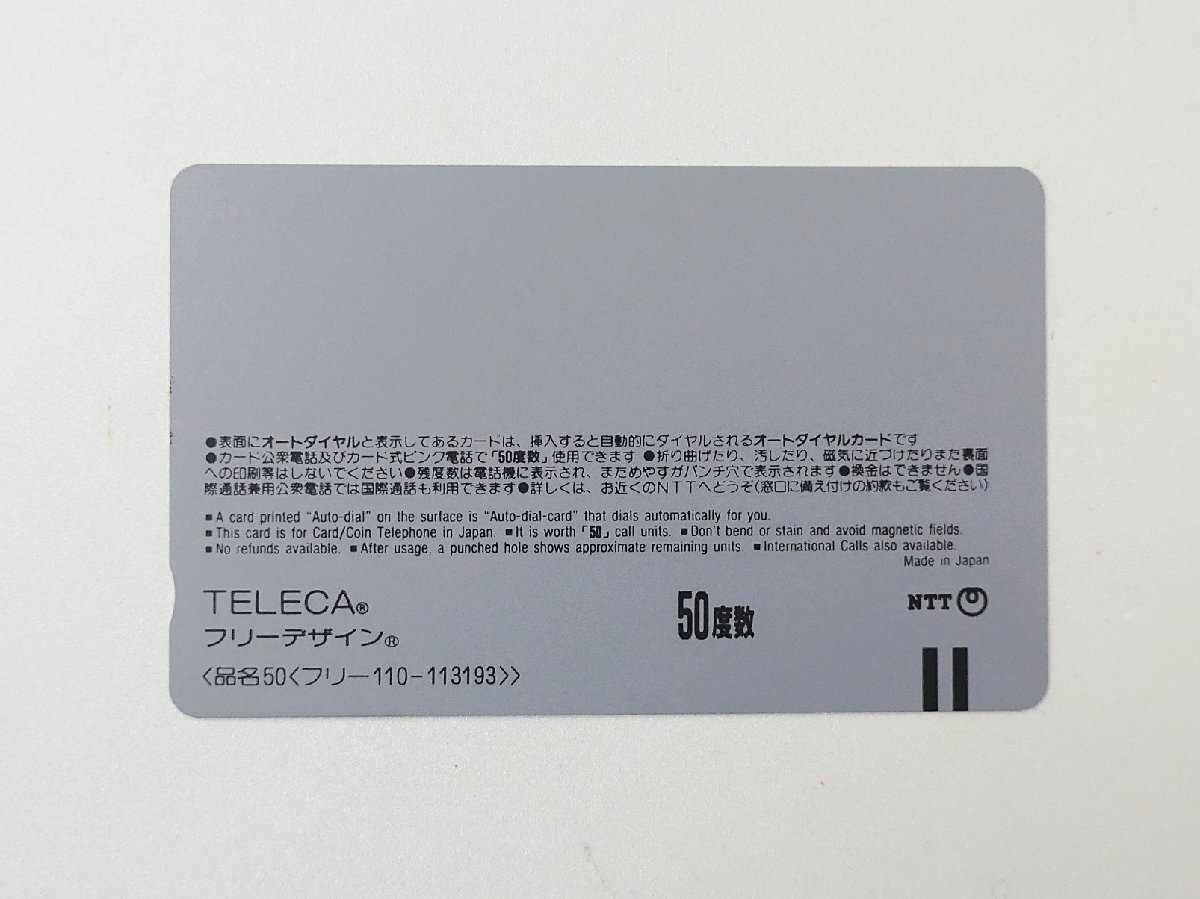 ●表面にオートダイヤルと表示してあるカードは、挿入すると自動的にダイヤルされるオートダイヤルカードです
●カード公衆電話及びカード式ピンク電話で「50度数」使用できます ●折り曲げたり、汚したり、磁気に近づけたりまた裏面
への印刷等はしないでください ●残度数は電話機に表示され、まためやすがパンチ穴で表示されます ●換金はできません ●国
際通話兼用公衆電話では国際通話も利用できます ●詳しくは、お近くのNTTへどうぞ(窓口に備え付けの約款もご覧ください)
■A card printed “Auto-dial” on the surface is “Auto-dial-card” that dials automatically for you.
■This card is for Card/Coin Telephone in Japan. ■It is worth「50」call units. ■Don't bend or stain and avoid magnetic fields.
■No refunds available. ■After usage, a punched hole shows approximate remaining units. ■International Calls also available.
Made in Japan
TELECA®
フリーデザイン®
50度数
NTT
〈品名50〈フリー110-113193〉〉